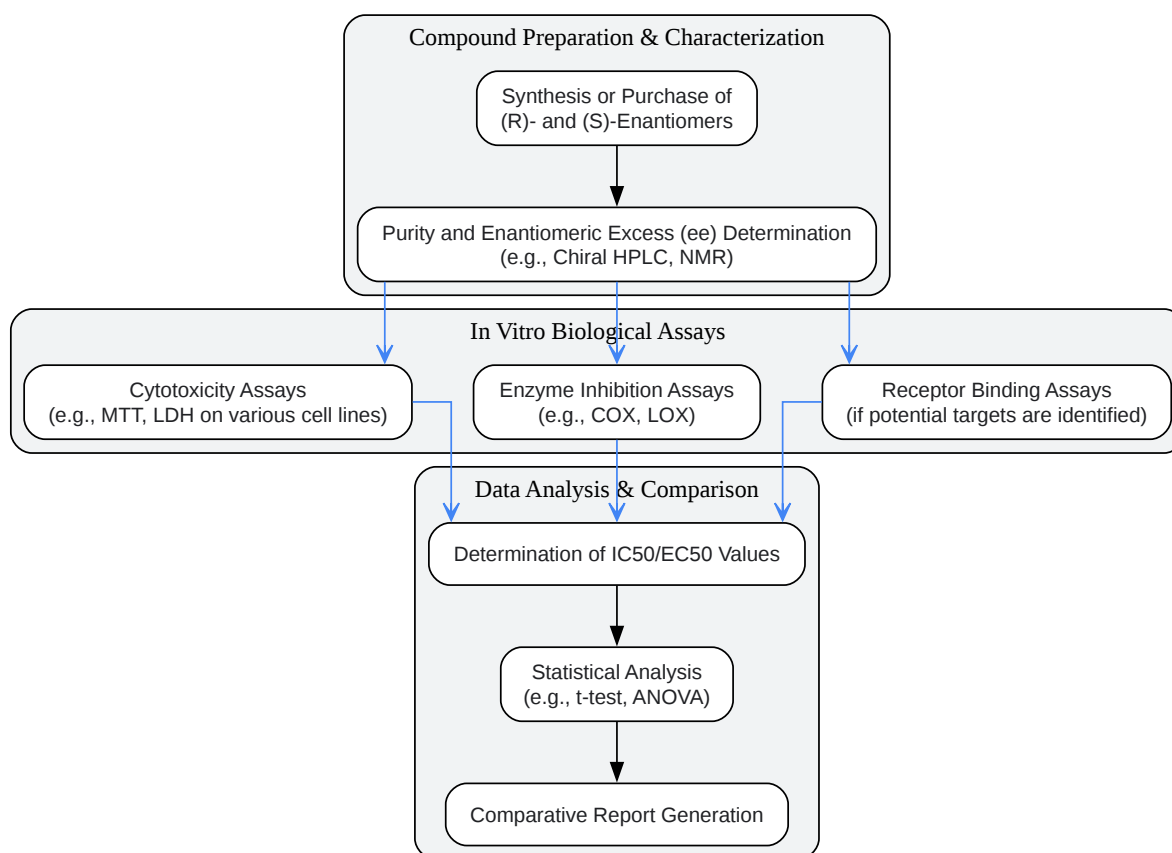 Compound Preparation & Characterization
Synthesis or Purchase of
(R)- and (S)-Enantiomers
Purity and Enantiomeric Excess (ee) Determination
(e.g., Chiral HPLC, NMR)
In Vitro Biological Assays
Cytotoxicity Assays
(e.g., MTT, LDH on various cell lines)
Enzyme Inhibition Assays
(e.g., COX, LOX)
Receptor Binding Assays
(if potential targets are identified)
Data Analysis & Comparison
Determination of IC50/EC50 Values
Statistical Analysis
(e.g., t-test, ANOVA)
Comparative Report Generation